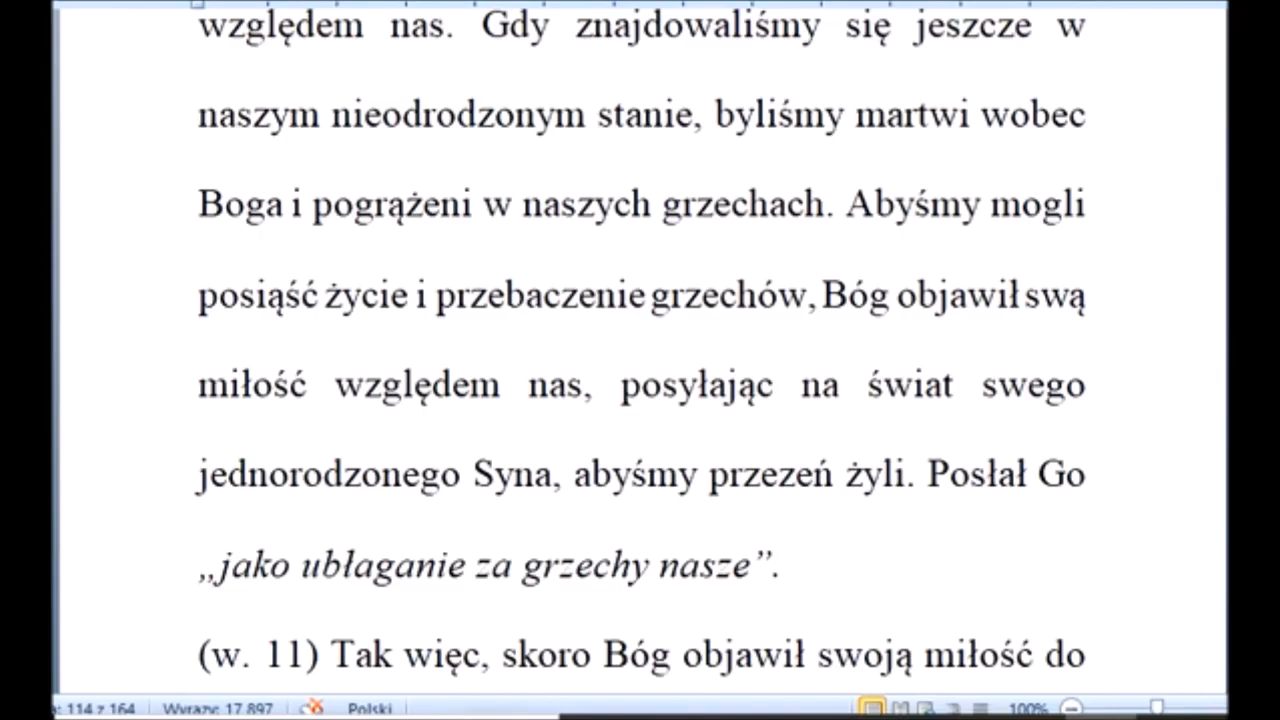 względem nas. Gdy znajdowaliśmy się jeszcze w
naszym nieodrodzonym stanie, byliśmy martwi wobec
Boga i pogrążeni w naszych grzechach. Abyśmy mogli
posiąść życie i przebaczenie grzechów, Bóg objawił swą
miłość względem nas, posyłając na świat swego
jednorodzonego Syna, abyśmy przezeń żyli. Posłał Go
„jako ubłaganie za grzechy nasze”.
(w. 11) Tak więc, skoro Bóg objawił swoją miłość do
114 z 164 Wyrazy: 17 897 Polski 100%